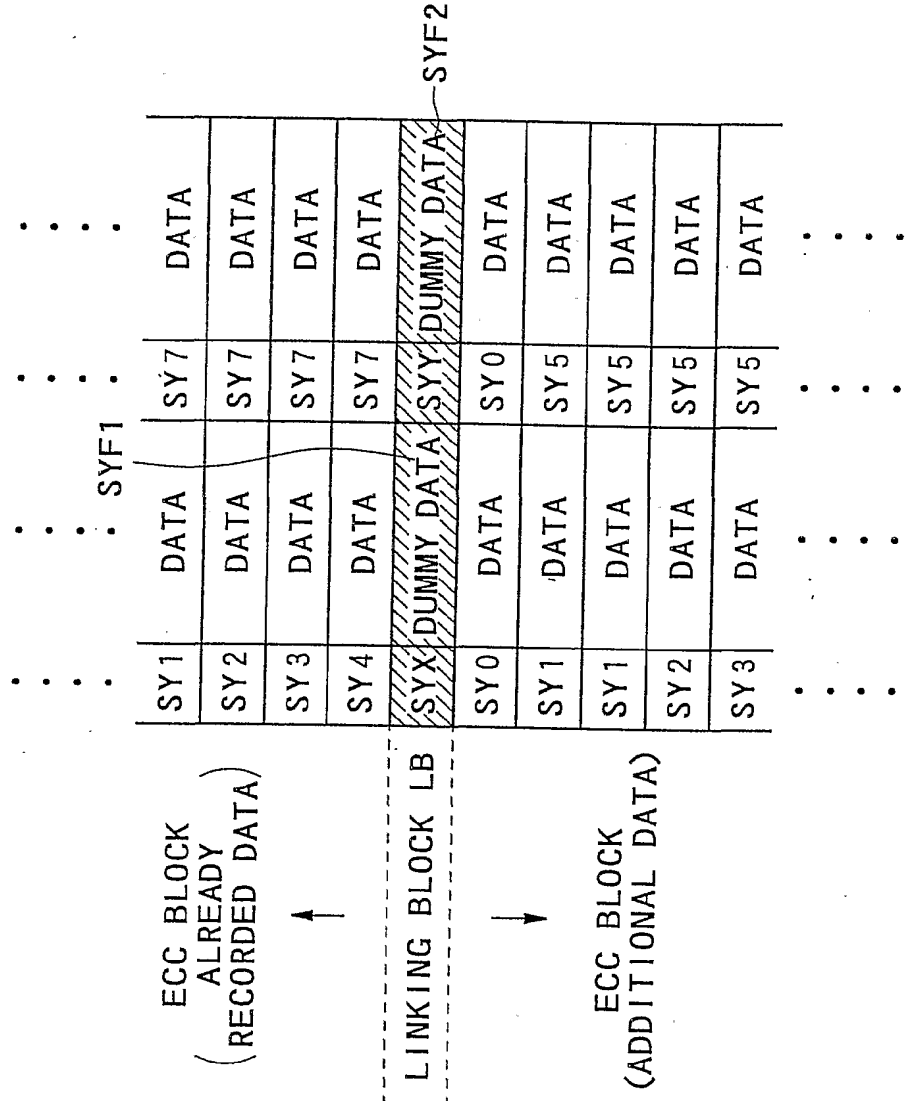 SYF1
SYF2
ECC BLOCK
ALREADY
(RECORDED DATA)
SY1 DATA SY7 DATA
SY2 DATA SY7 DATA
SY3 DATA SY7 DATA
SY4 DATA SY7 DATA
LINKING BLOCK LB
SYX DUMMY DATA SYY DUMMY DATA
ECC BLOCK
(ADDITIONAL DATA)
SY0 DATA SY0 DATA
SY1 DATA SY5 DATA
SY1 DATA SY5 DATA
SY2 DATA SY5 DATA
SY3 DATA SY5 DATA